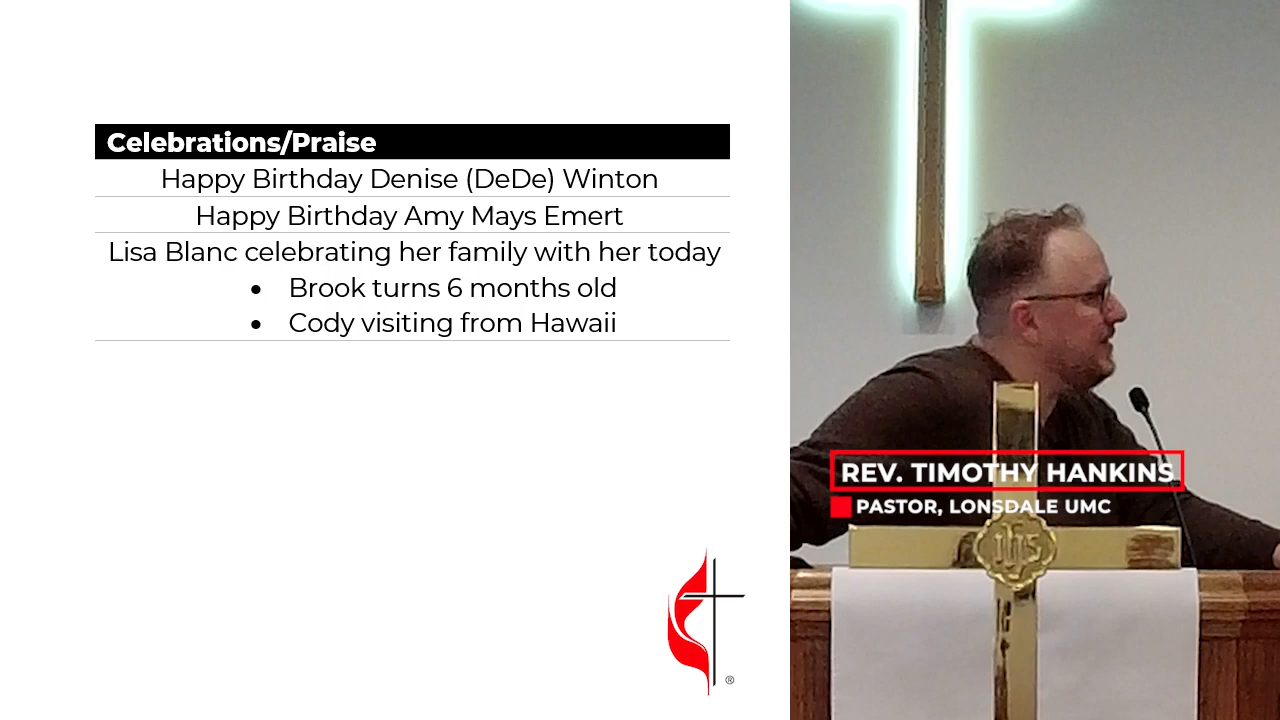 Celebrations/Praise
Happy Birthday Denise (DeDe) Winton
Happy Birthday Amy Mays Emert
Lisa Blanc celebrating her family with her today
• Brook turns 6 months old
• Cody visiting from Hawaii
®
REV. TIMOTHY HANKINS
PASTOR, LONSDALE UMC
IHS